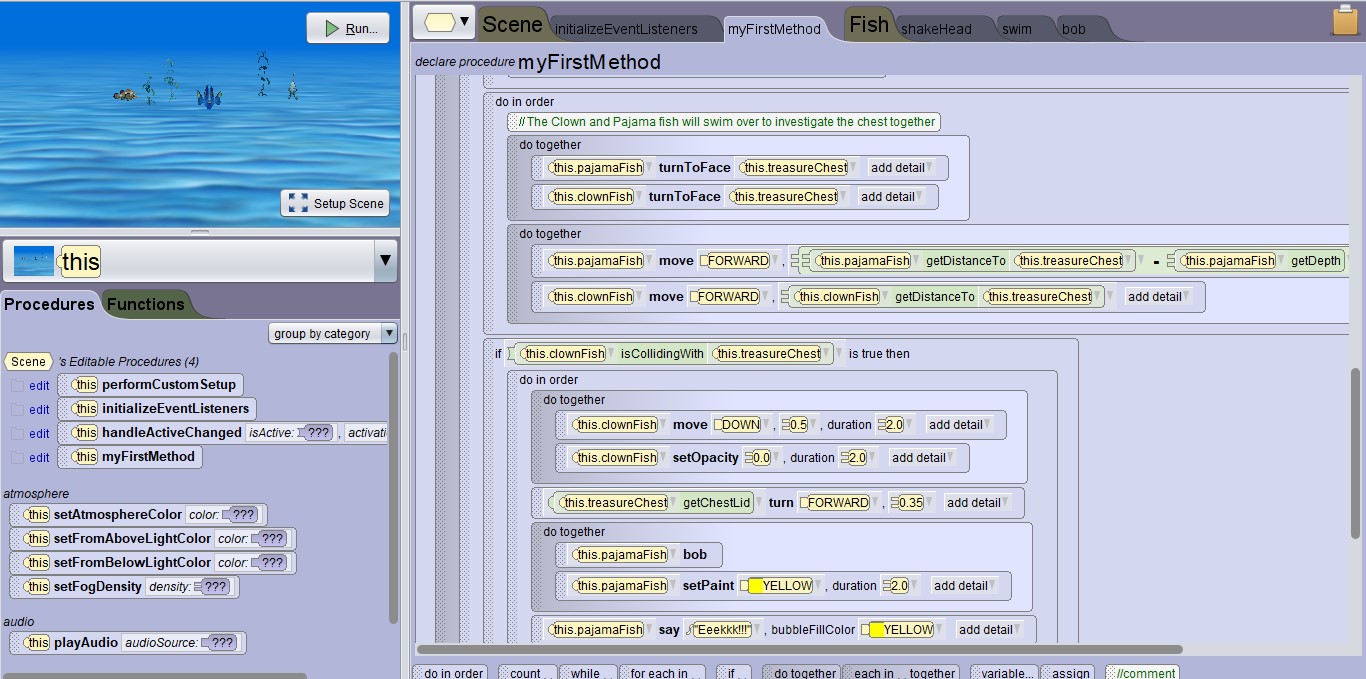 Run...
Setup Scene
this
Procedures Functions
group by category
Scene 's Editable Procedures (4)
edit this performCustomSetup
edit this initializeEventListeners
edit this handleActiveChanged isActive: ??? , activati
edit this myFirstMethod
atmosphere
this setAtmosphereColor color: ???
this setFromAboveLightColor color: ???
this setFromBelowLightColor color: ???
this setFogDensity density: ???
audio
this playAudio audioSource: ???
Scene initializeEventListeners myFirstMethod Fish shakeHead swim bob
declare procedure myFirstMethod
do in order
//The Clown and Pajama fish will swim over to investigate the chest together
do together
this.pajamaFish turnToFace this.treasureChest add detail
this.clownFish turnToFace this.treasureChest add detail
do together
this.pajamaFish move FORWARD , this.pajamaFish getDistanceTo this.treasureChest - this.pajamaFish getDepth
this.clownFish move FORWARD , this.clownFish getDistanceTo this.treasureChest add detail
if this.clownFish isCollidingWith this.treasureChest is true then
do in order
do together
this.clownFish move DOWN , 0.5 , duration 2.0 add detail
this.clownFish setOpacity 0.0 , duration 2.0 add detail
this.treasureChest getChestLid turn FORWARD , 0.35 add detail
do together
this.pajamaFish bob
this.pajamaFish setPaint YELLOW , duration 2.0 add detail
this.pajamaFish say "Eeekkk!!!" , bubbleFillColor YELLOW add detail
do in order count... while... for each in... if... do together each in... together variable... assign //comment